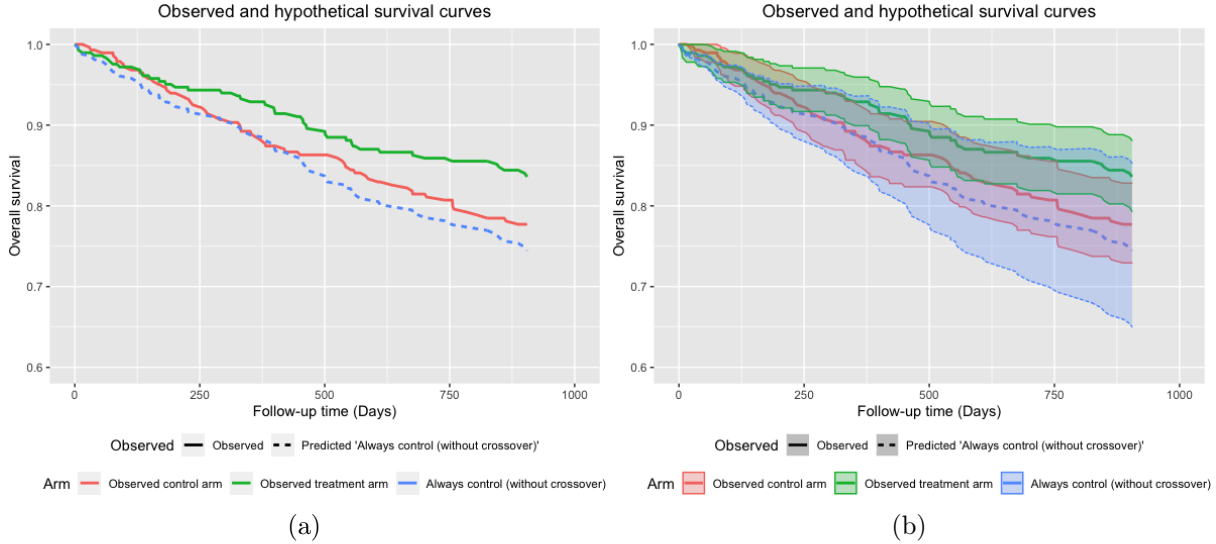 Observed and hypothetical survival curves
Overall survival
1.0
0.9
0.8
0.7
0.6
0
250
500
750
1000
Follow-up time (Days)
Observed
Observed
Predicted 'Always control (without crossover)'
Arm
Observed control arm
Observed treatment arm
Always control (without crossover)
(a)
Observed and hypothetical survival curves
Overall survival
1.0
0.9
0.8
0.7
0.6
0
250
500
750
1000
Follow-up time (Days)
Observed
Observed
Predicted 'Always control (without crossover)'
Arm
Observed control arm
Observed treatment arm
Always control (without crossover)
(b)